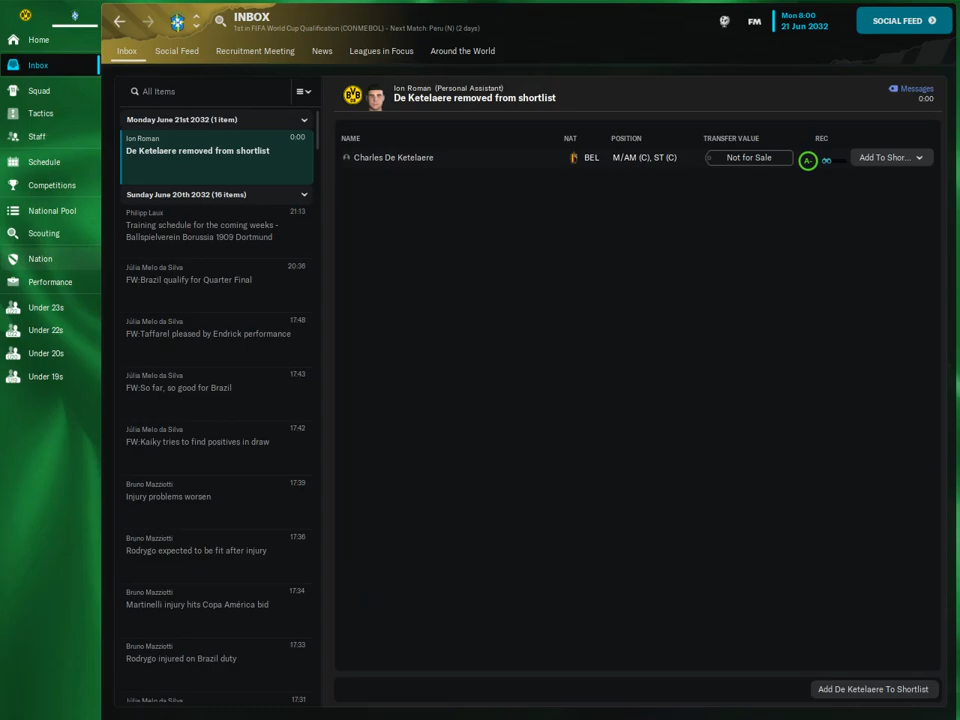 INBOX
1st in FIFA World Cup Qualification (CONMEBOL) - Next Match: Peru (N) (2 days)
FM
Mon 8:00
21 Jun 2032
SOCIAL FEED
Inbox
Social Feed
Recruitment Meeting
News
Leagues in Focus
Around the World
Home
Inbox
Squad
Tactics
Staff
Schedule
Competitions
National Pool
Scouting
Nation
Performance
Under 23s
Under 22s
Under 20s
Under 19s
All Items
Monday June 21st 2032 (1 item)
Ion Roman 0:00
De Ketelaere removed from shortlist
Sunday June 20th 2032 (16 items)
Philipp Laux 21:13
Training schedule for the coming weeks -
Ballspielverein Borussia 1909 Dortmund
Júlia Melo da Silva 20:36
FW:Brazil qualify for Quarter Final
Júlia Melo da Silva 17:48
FW:Taffarel pleased by Endrick performance
Júlia Melo da Silva 17:43
FW:So far, so good for Brazil
Júlia Melo da Silva 17:42
FW:Kaiky tries to find positives in draw
Bruno Mazziotti 17:39
Injury problems worsen
Bruno Mazziotti 17:36
Rodrygo expected to be fit after injury
Bruno Mazziotti 17:34
Martinelli injury hits Copa América bid
Bruno Mazziotti 17:33
Rodrygo injured on Brazil duty
Júlia Melo da Silva 17:31
Ion Roman (Personal Assistant)
De Ketelaere removed from shortlist
Messages
0:00
NAME NAT POSITION TRANSFER VALUE REC
Charles De Ketelaere BEL M/AM (C), ST (C) Not for Sale A- Add To Shor...
Add De Ketelaere To Shortlist